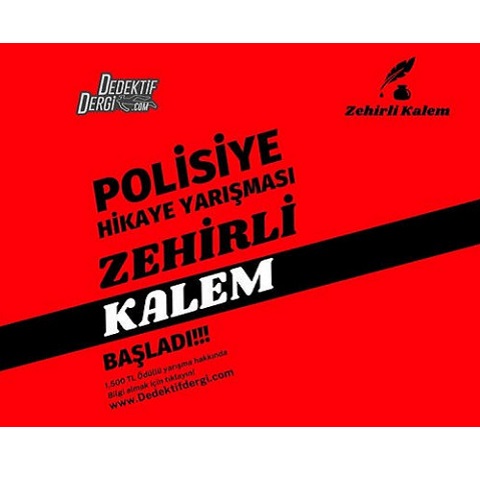 DEDEKTİF
DERGİ.COM
Zehirli Kalem
POLİSİYE
HİKAYE YARIŞMASI
ZEHİRLİ
KALEM
BAŞLADI!!!
1.500 TL Ödüllü yarışma hakkında
Bilgi almak için tıklayın!
www.Dedektifdergi.com